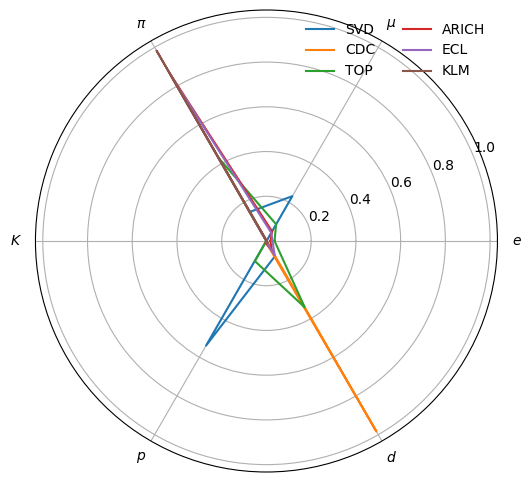 π
μ
SVD ARICH
CDC ECL
TOP KLM
1.0
0.8
0.6
0.4
0.2
K
e
p
d